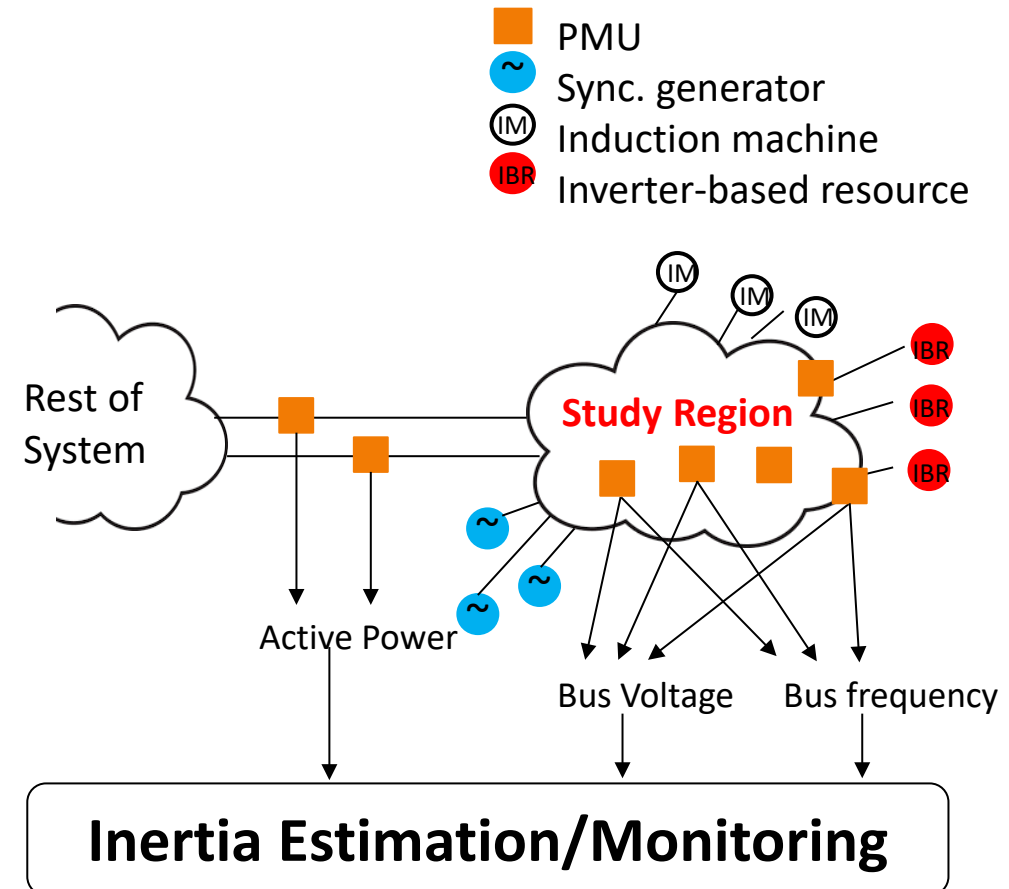 PMU
~
Sync. generator
IM
Induction machine
IBR
Inverter-based resource
IM
IM
IM
IBR
IBR
IBR
Rest of
System
Study Region
~
~
~
Active Power
Bus Voltage
Bus frequency
Inertia Estimation/Monitoring